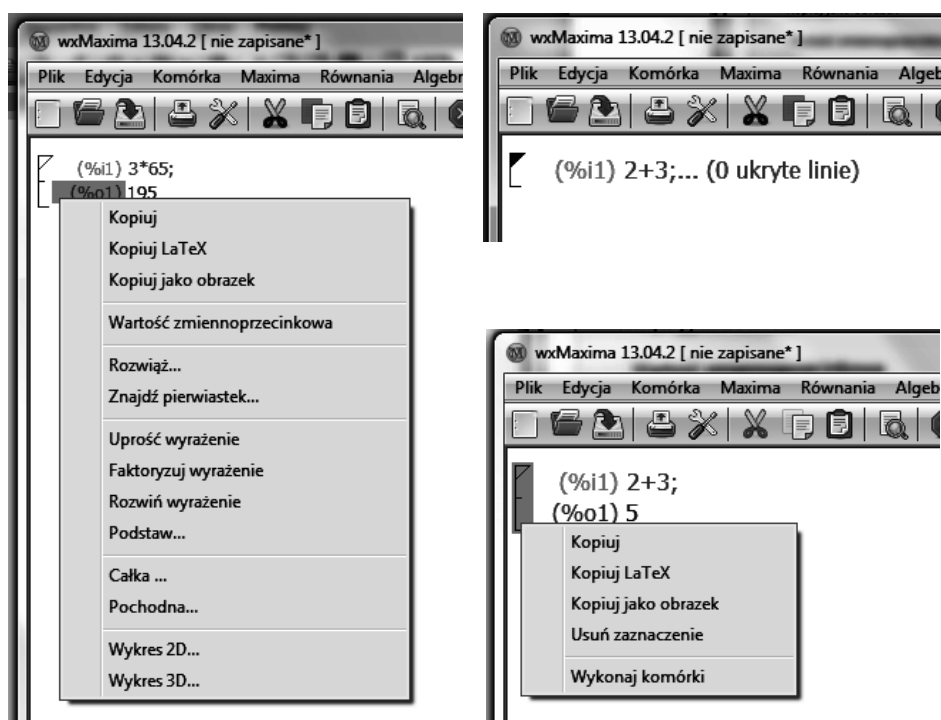 wxMaxima 13.04.2 [ nie zapisane* ]
Plik Edycja Komórka Maxima Równania Algebr
(%i1) 3*65;
(%o1) 195
Kopiuj
Kopiuj LaTeX
Kopiuj jako obrazek
Wartość zmiennoprzecinkowa
Rozwiąż...
Znajdź pierwiastek...
Uprość wyrażenie
Faktoryzuj wyrażenie
Rozwiń wyrażenie
Podstaw...
Całka ...
Pochodna...
Wykres 2D...
Wykres 3D...
wxMaxima 13.04.2 [ nie zapisane* ]
Plik Edycja Komórka Maxima Równania Algeb
(%i1) 2+3;... (0 ukryte linie)
wxMaxima 13.04.2 [ nie zapisane* ]
Plik Edycja Komórka Maxima Równania Algeb
(%i1) 2+3;
(%o1) 5
Kopiuj
Kopiuj LaTeX
Kopiuj jako obrazek
Usuń zaznaczenie
Wykonaj komórki